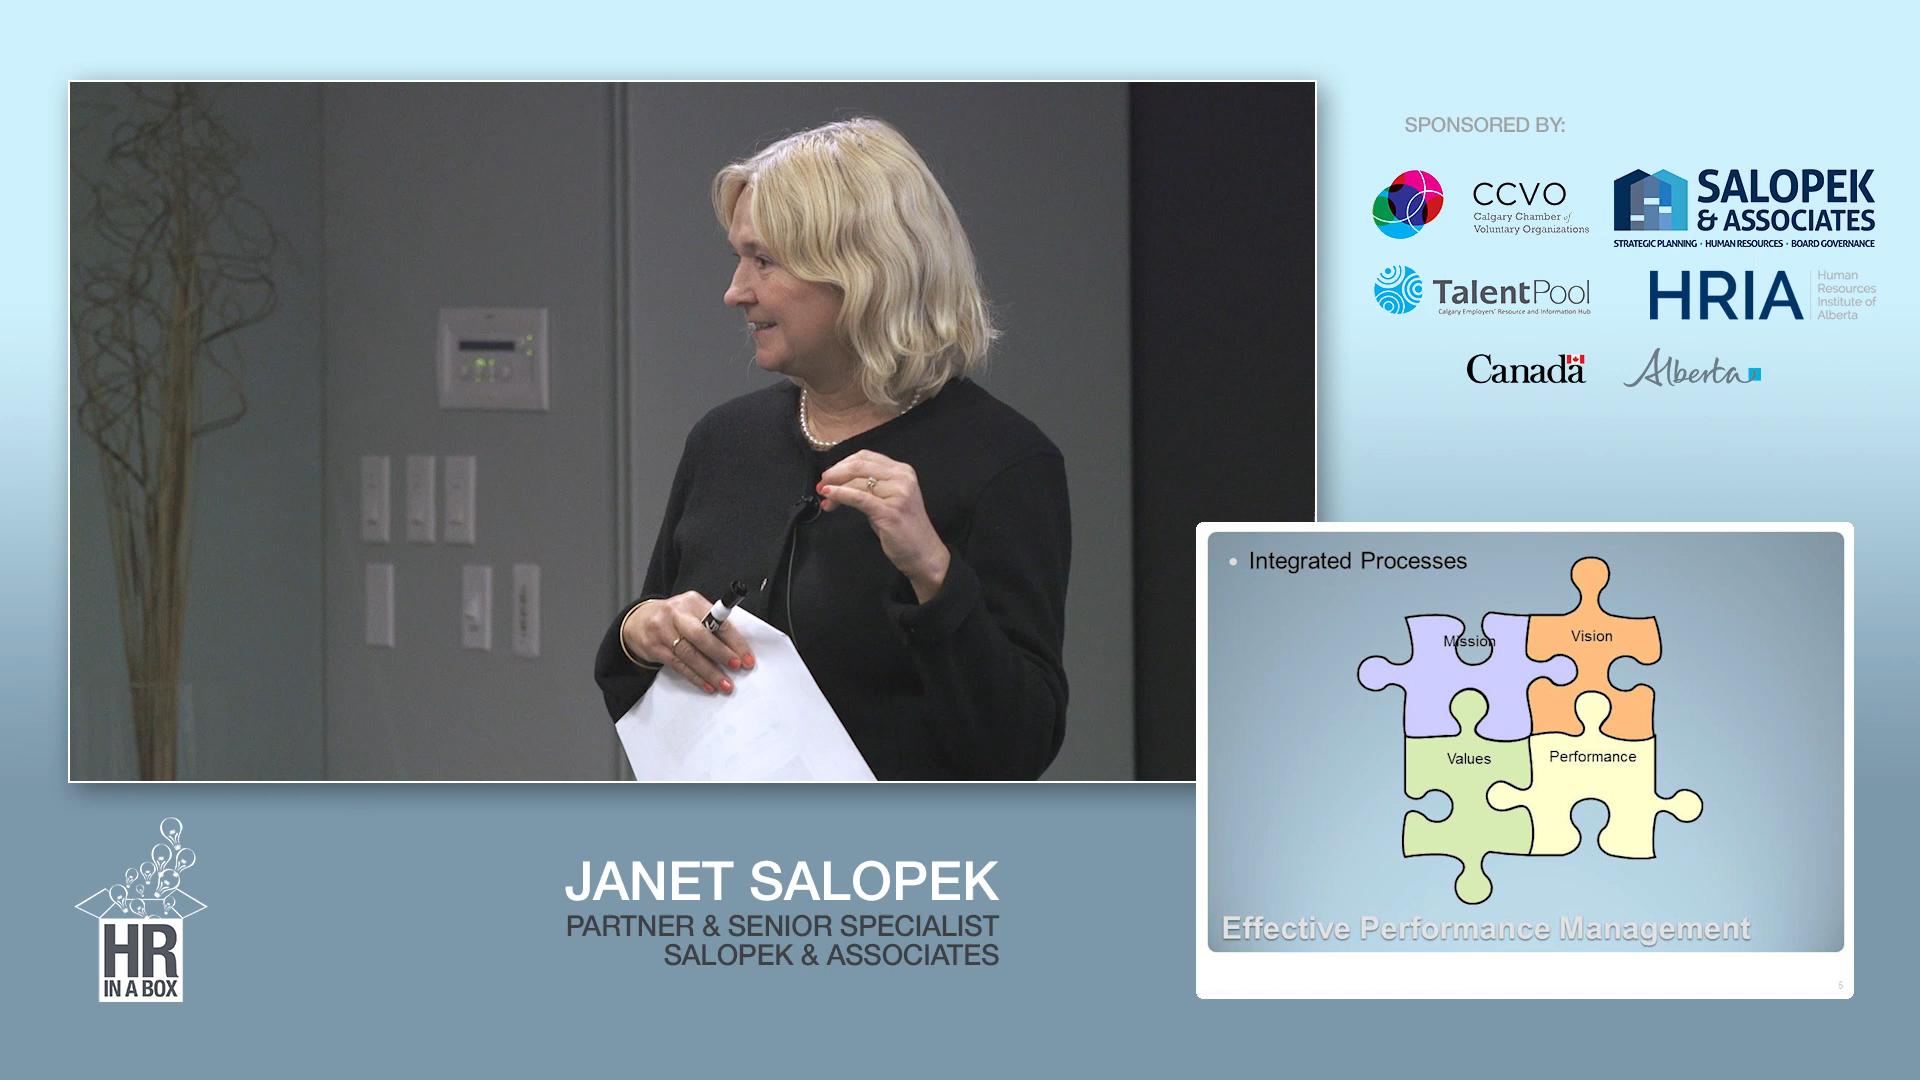 SPONSORED BY:
CCVO
Calgary Chamber of
Voluntary Organizations
SALOPEK
& ASSOCIATES
STRATEGIC PLANNING · HUMAN RESOURCES · BOARD GOVERNANCE
TalentPool
Calgary Employers' Resource and Information Hub
HRIA
Human
Resources
Institute of
Alberta
Canada
Alberta
• Integrated Processes
Mission
Vision
Values
Performance
Effective Performance Management
5
HR
IN A BOX
JANET SALOPEK
PARTNER & SENIOR SPECIALIST
SALOPEK & ASSOCIATES